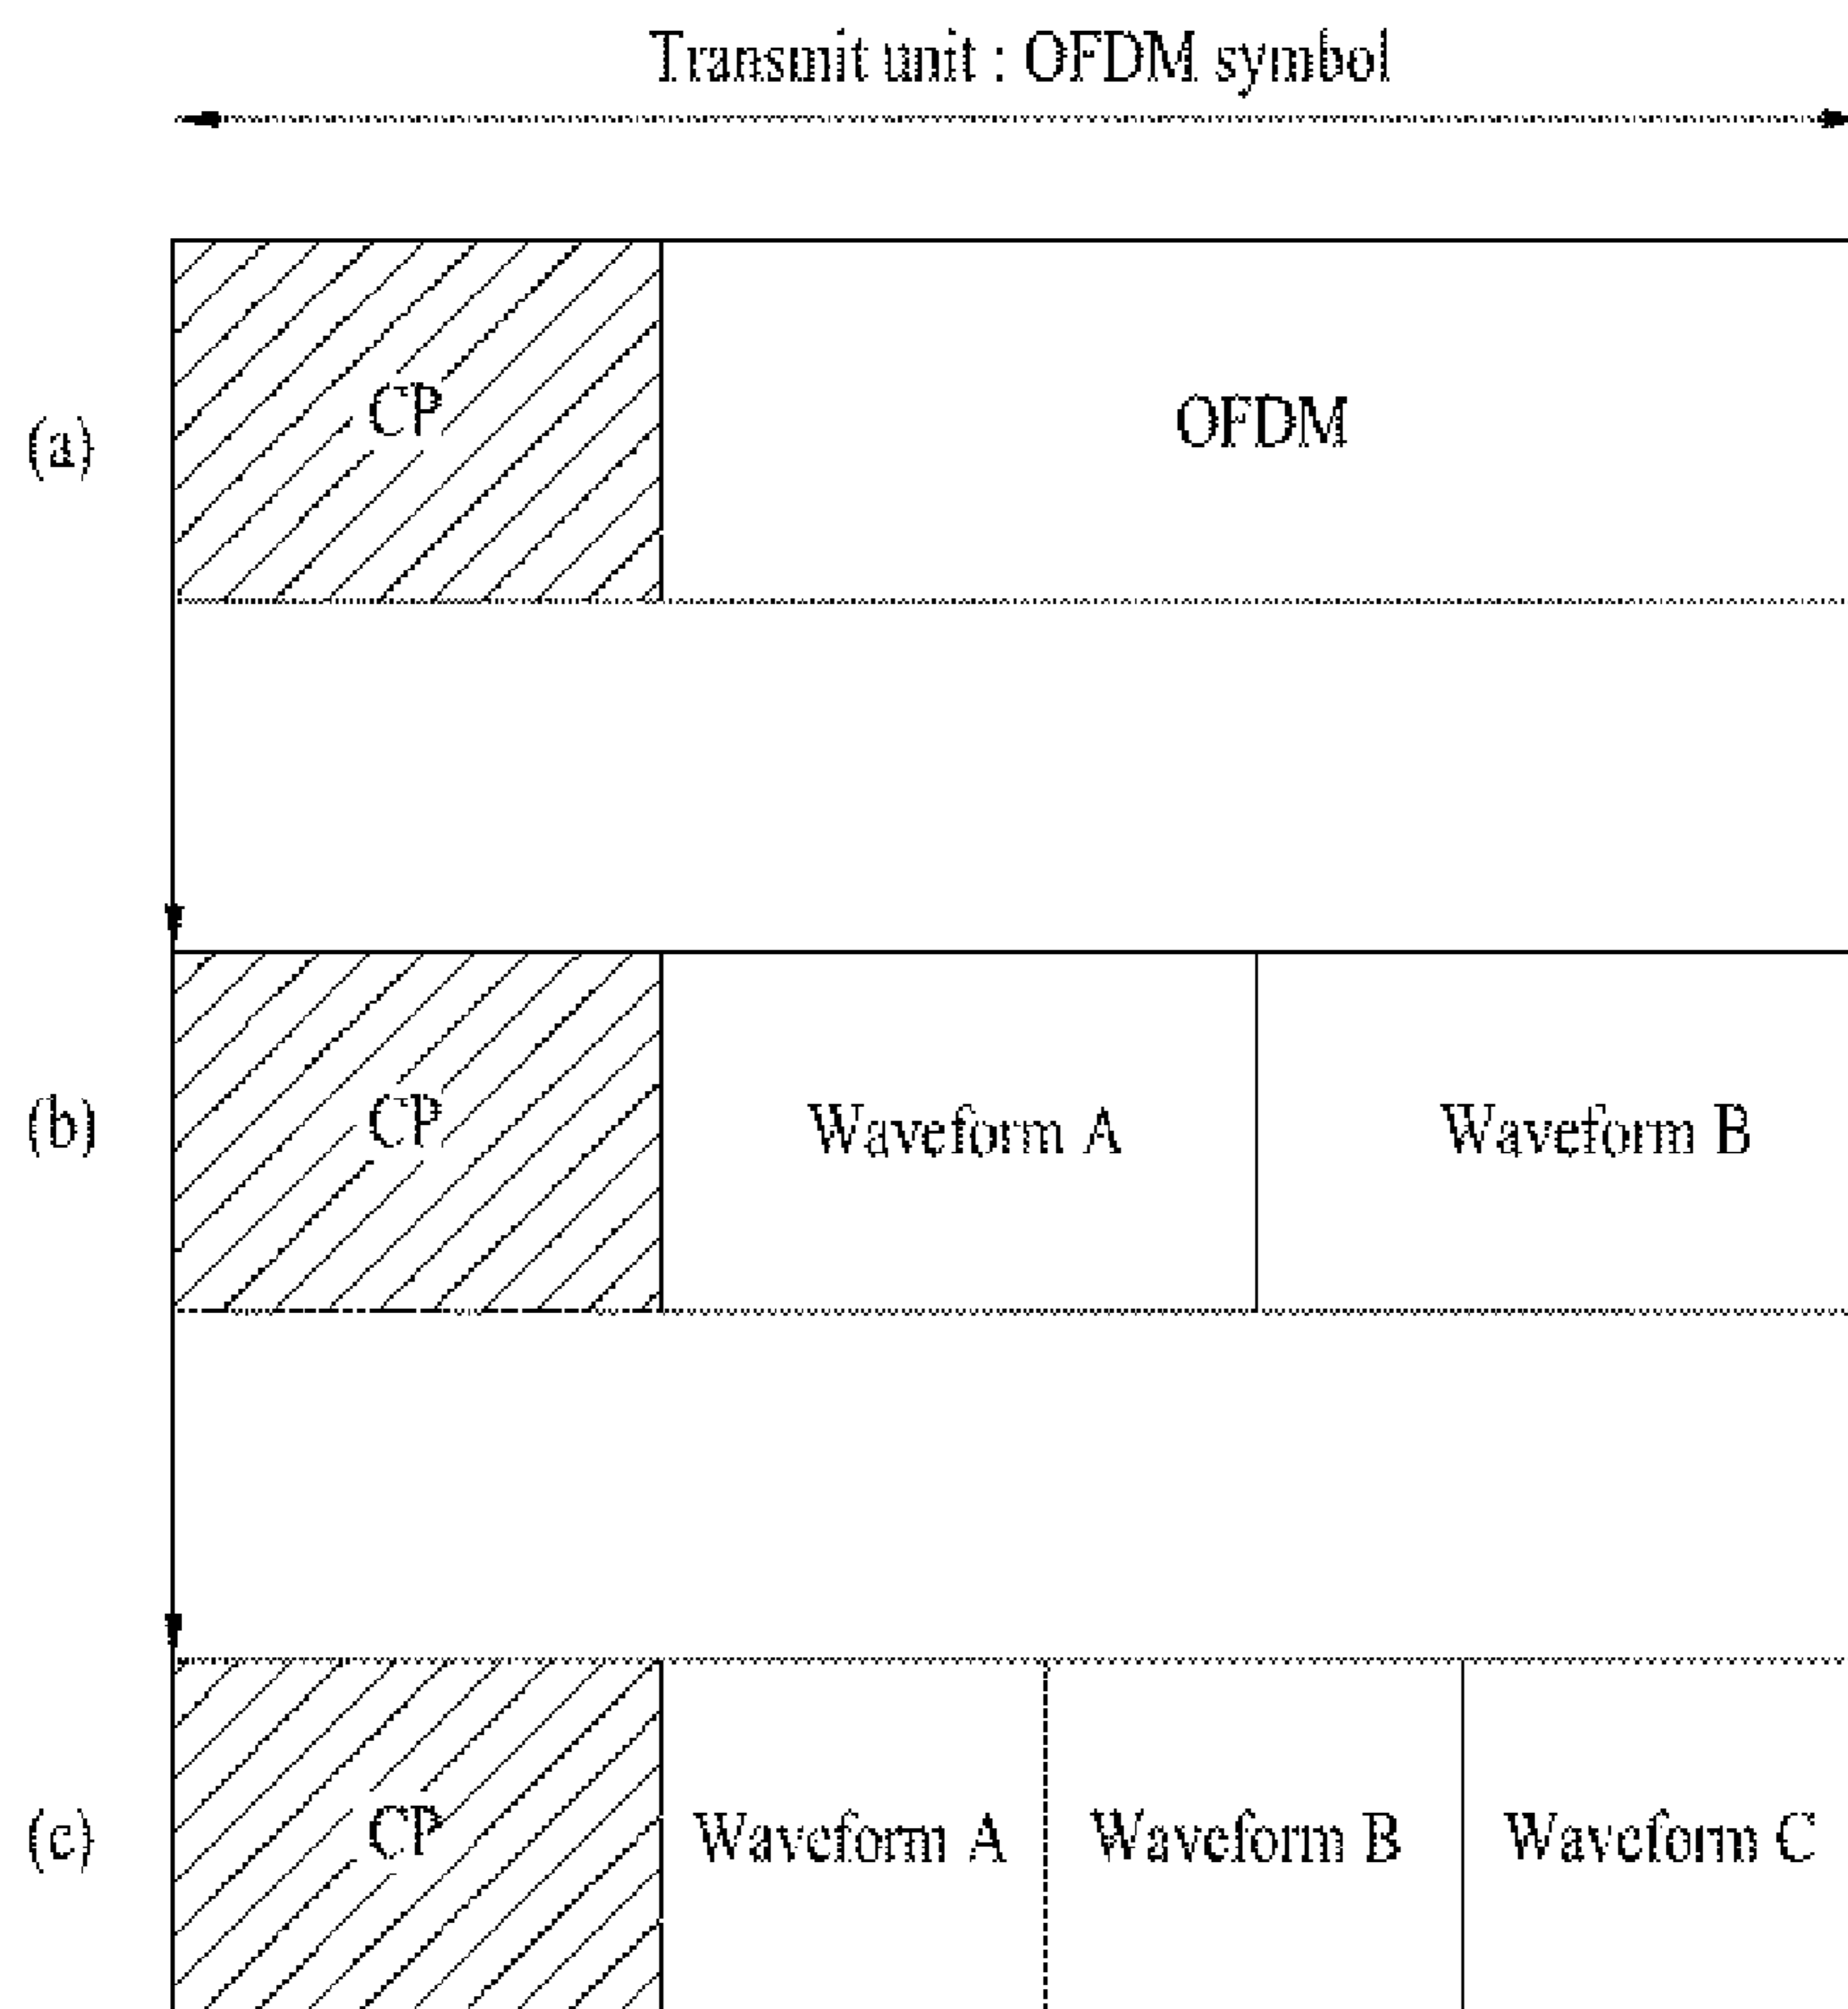 Transmit unit : OFDM symbol
(a) CP OFDM
(b) CP Waveform A Waveform B
(c) CP Waveform A Waveform B Waveform C